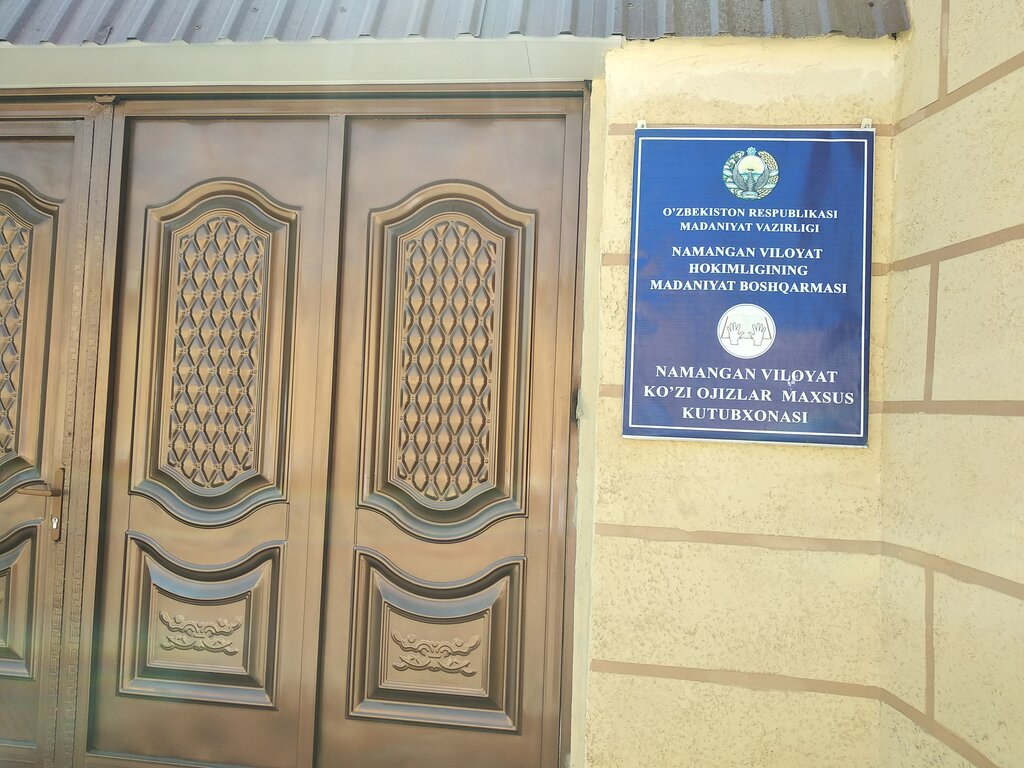 O'ZBEKISTON RESPUBLIKASI
MADANIYAT VAZIRLIGI
NAMANGAN VILOYAT
HOKIMLIGINING
MADANIYAT BOSHQARMASI
NAMANGAN VILOYAT
KO'ZI OJIZLAR MAXSUS
KUTUBXONASI